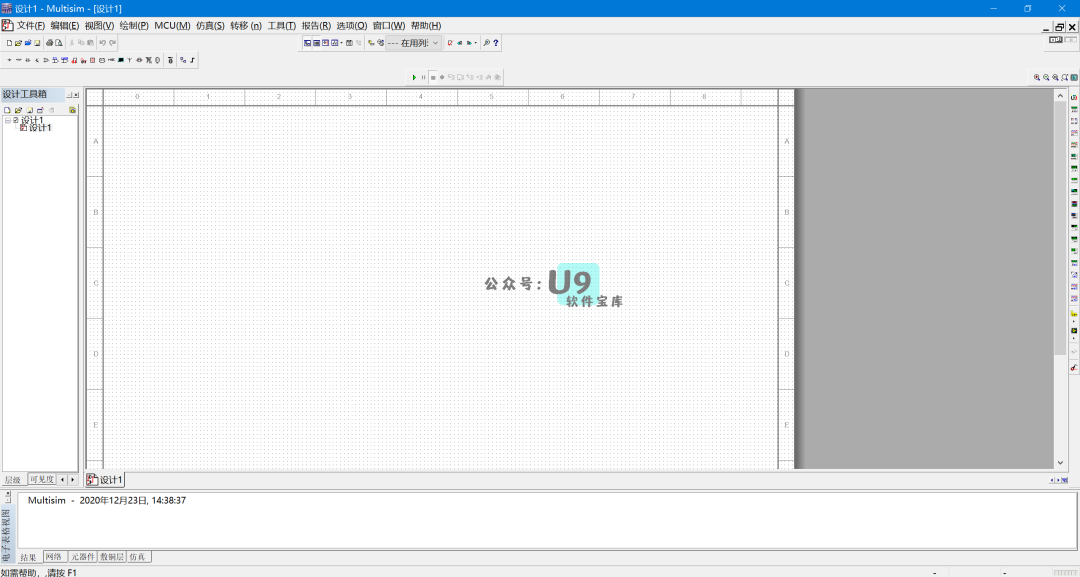 设计1 - Multisim - [设计1]
文件(F) 编辑(E) 视图(V) 绘制(P) MCU(M) 仿真(S) 转移 (n) 工具(T) 报告(R) 选项(O) 窗口(W) 帮助(H)
--- 在用列
设计工具箱
设计1
设计1
0 1 2 3 4 5 6 7 8
A A
B B
C C
D D
E E
公众号: U9
软件宝库
层级 可见度
设计1
Multisim - 2020年12月23日, 14:38:37
电子表格视图
结果 网络 元器件 敷铜层 仿真
如需帮助，请按 F1
- -